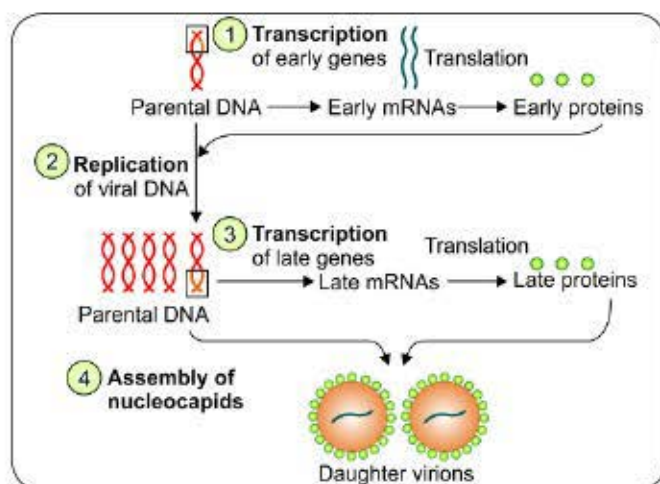 1 Transcription
of early genes
Translation
Parental DNA
Early mRNAs
Early proteins
2 Replication
of viral DNA
3 Transcription
of late genes
Translation
Late mRNAs
Late proteins
Parental DNA
4 Assembly of
nucleocapids
Daughter virions